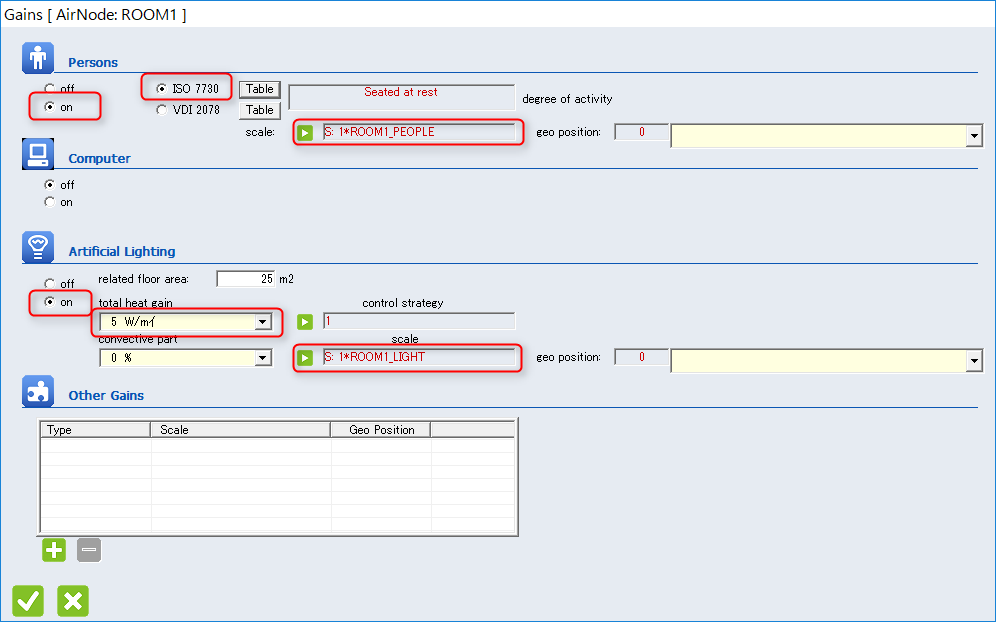 Gains [ AirNode: ROOM1 ]
Persons
off
on
ISO 7730 Table
Seated at rest
degree of activity
VDI 2078 Table
scale: S: 1*ROOM1_PEOPLE geo position: 0
Computer
off
on
Artificial Lighting
off
related floor area: 25 m2
on
total heat gain control strategy
5 W/mイ 1
convective part scale
0 % S: 1*ROOM1_LIGHT geo position: 0
Other Gains
Type Scale Geo Position